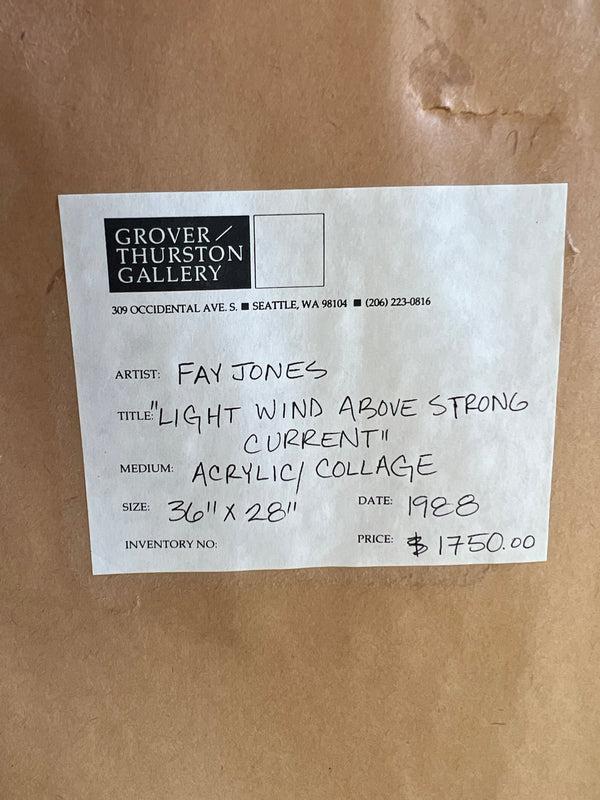 GROVER /
THURSTON
GALLERY
309 OCCIDENTAL AVE. S. ■ SEATTLE, WA 98104 ■ (206) 223-0816
ARTIST: FAY JONES
TITLE: "LIGHT WIND ABOVE STRONG
CURRENT"
MEDIUM: ACRYLIC/ COLLAGE
SIZE: 36" X 28" DATE: 1988
INVENTORY NO: PRICE: $ 1750.00